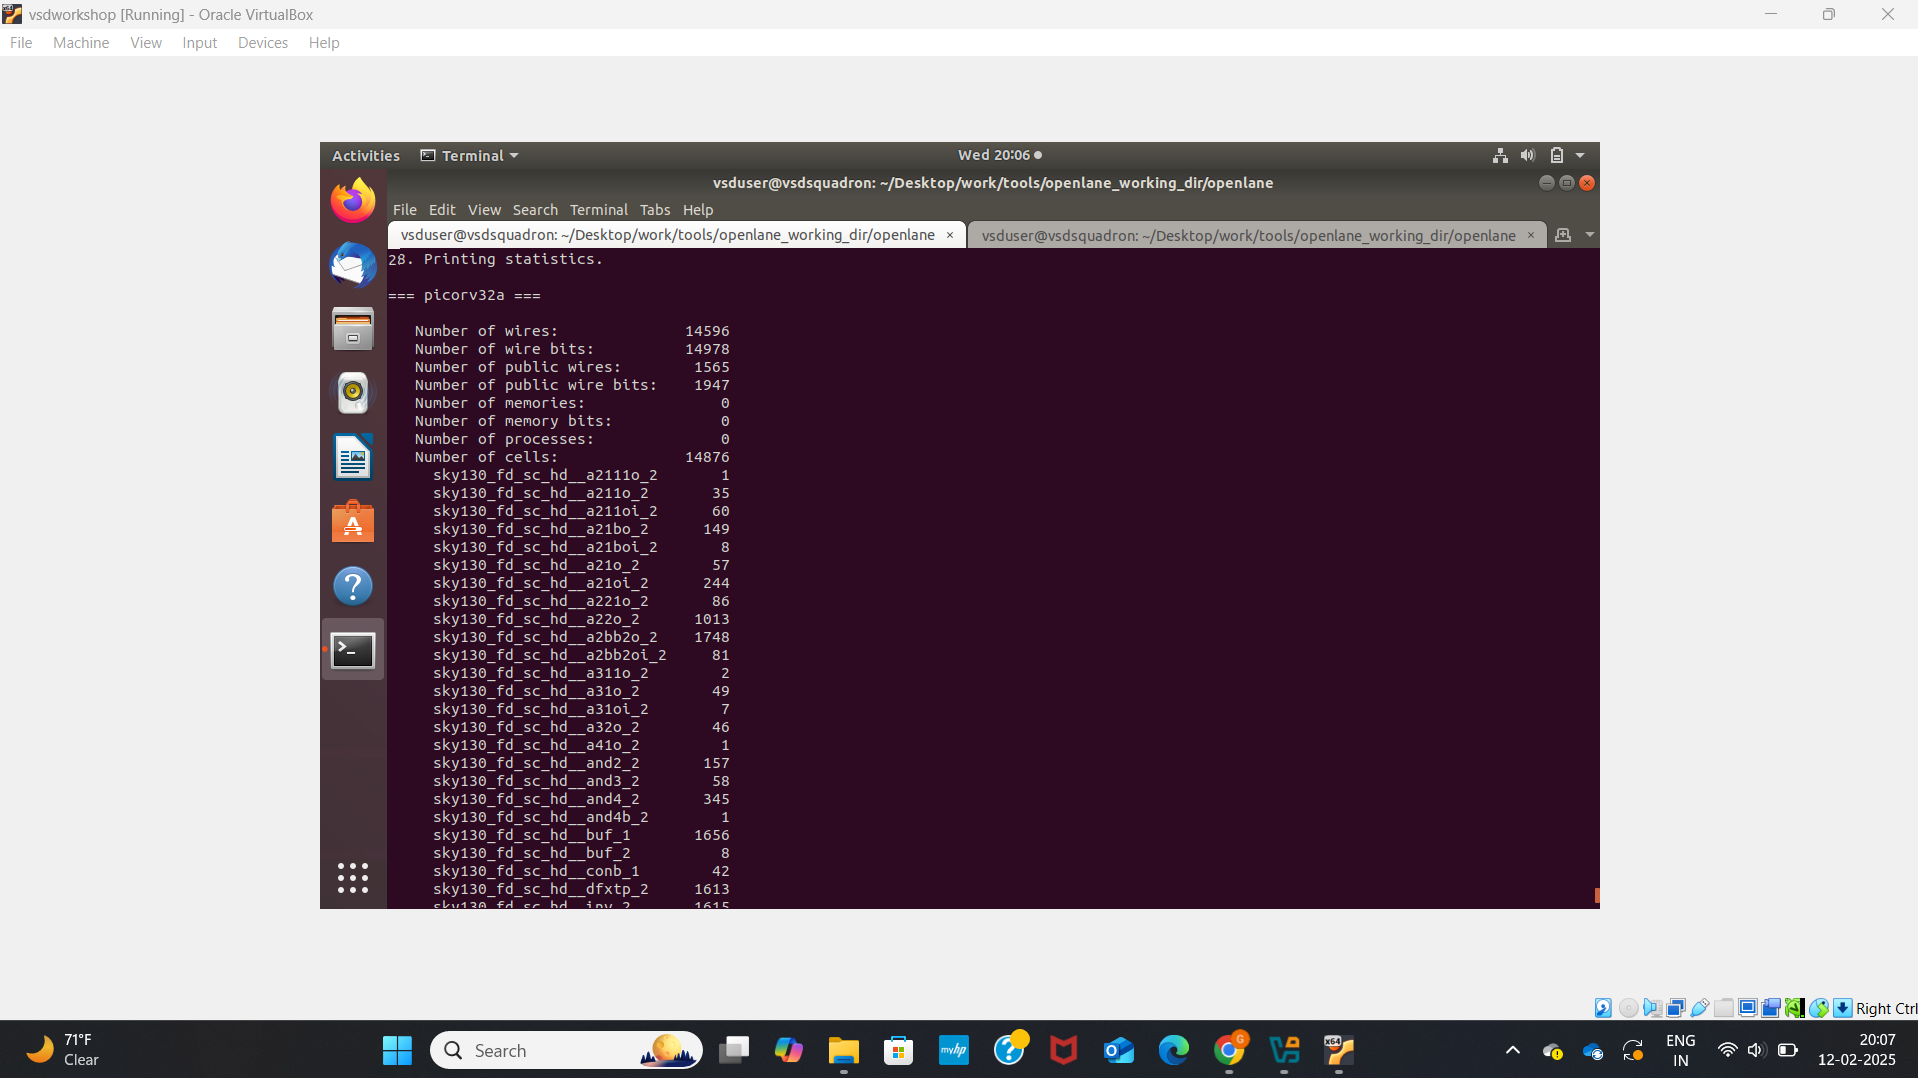 vsdworkshop [Running] - Oracle VirtualBox
File Machine View Input Devices Help
Activities Terminal Wed 20:06
vsduser@vsdsquadron: ~/Desktop/work/tools/openlane_working_dir/openlane
File Edit View Search Terminal Tabs Help
vsduser@vsdsquadron: ~/Desktop/work/tools/openlane_working_dir/openlane × vsduser@vsdsquadron: ~/Desktop/work/tools/openlane_working_dir/openlane ×
28. Printing statistics.
=== picorv32a ===
Number of wires: 14596
Number of wire bits: 14978
Number of public wires: 1565
Number of public wire bits: 1947
Number of memories: 0
Number of memory bits: 0
Number of processes: 0
Number of cells: 14876
sky130_fd_sc_hd__a2111o_2 1
sky130_fd_sc_hd__a211o_2 35
sky130_fd_sc_hd__a211oi_2 60
sky130_fd_sc_hd__a21bo_2 149
sky130_fd_sc_hd__a21boi_2 8
sky130_fd_sc_hd__a21o_2 57
sky130_fd_sc_hd__a21oi_2 244
sky130_fd_sc_hd__a221o_2 86
sky130_fd_sc_hd__a22o_2 1013
sky130_fd_sc_hd__a2bb2o_2 1748
sky130_fd_sc_hd__a2bb2oi_2 81
sky130_fd_sc_hd__a311o_2 2
sky130_fd_sc_hd__a31o_2 49
sky130_fd_sc_hd__a31oi_2 7
sky130_fd_sc_hd__a32o_2 46
sky130_fd_sc_hd__a41o_2 1
sky130_fd_sc_hd__and2_2 157
sky130_fd_sc_hd__and3_2 58
sky130_fd_sc_hd__and4_2 345
sky130_fd_sc_hd__and4b_2 1
sky130_fd_sc_hd__buf_1 1656
sky130_fd_sc_hd__buf_2 8
sky130_fd_sc_hd__conb_1 42
sky130_fd_sc_hd__dfxtp_2 1613
sky130_fd_sc_hd__inv_2 1615
Right Ctrl
71°F
Clear
Search
myhp
G
x64
ENG
IN
20:07
12-02-2025